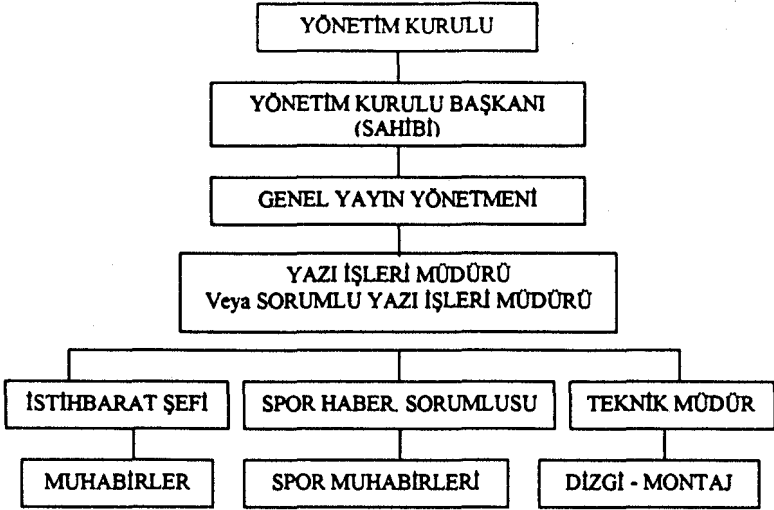 YÖNETİM KURULU
YÖNETİM KURULU BAŞKANI
(SAHİBİ)
GENEL YAYIN YÖNETMENİ
YAZI İŞLERİ MÜDÜRÜ
Veya SORUMLU YAZI İŞLERİ MÜDÜRÜ
İSTİHBARAT ŞEFİ
SPOR HABER. SORUMLUSU
TEKNİK MÜDÜR
MUHABİRLER
SPOR MUHABİRLERİ
DİZGİ - MONTAJ